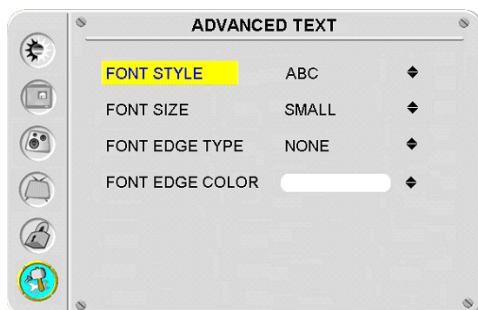 ADVANCED TEXT
FONT STYLE ABC
FONT SIZE SMALL
FONT EDGE TYPE NONE
FONT EDGE COLOR